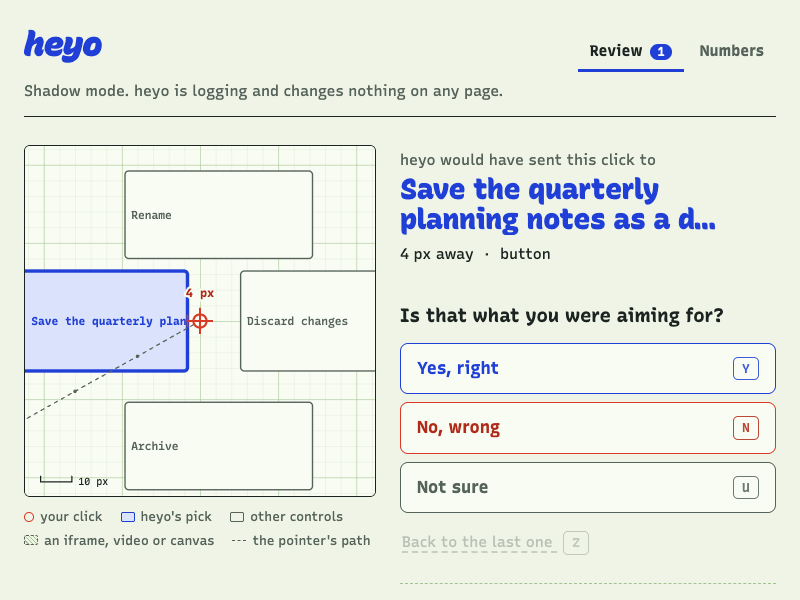 heyo
Review 1
Numbers
Shadow mode. heyo is logging and changes nothing on any page.
Rename
4 px
Save the quarterly plan
Discard changes
Archive
10 px
your click
heyo's pick
other controls
an iframe, video or canvas
the pointer's path
heyo would have sent this click to
Save the quarterly
planning notes as a d...
4 px away · button
Is that what you were aiming for?
Yes, right Y
No, wrong N
Not sure U
Back to the last one Z